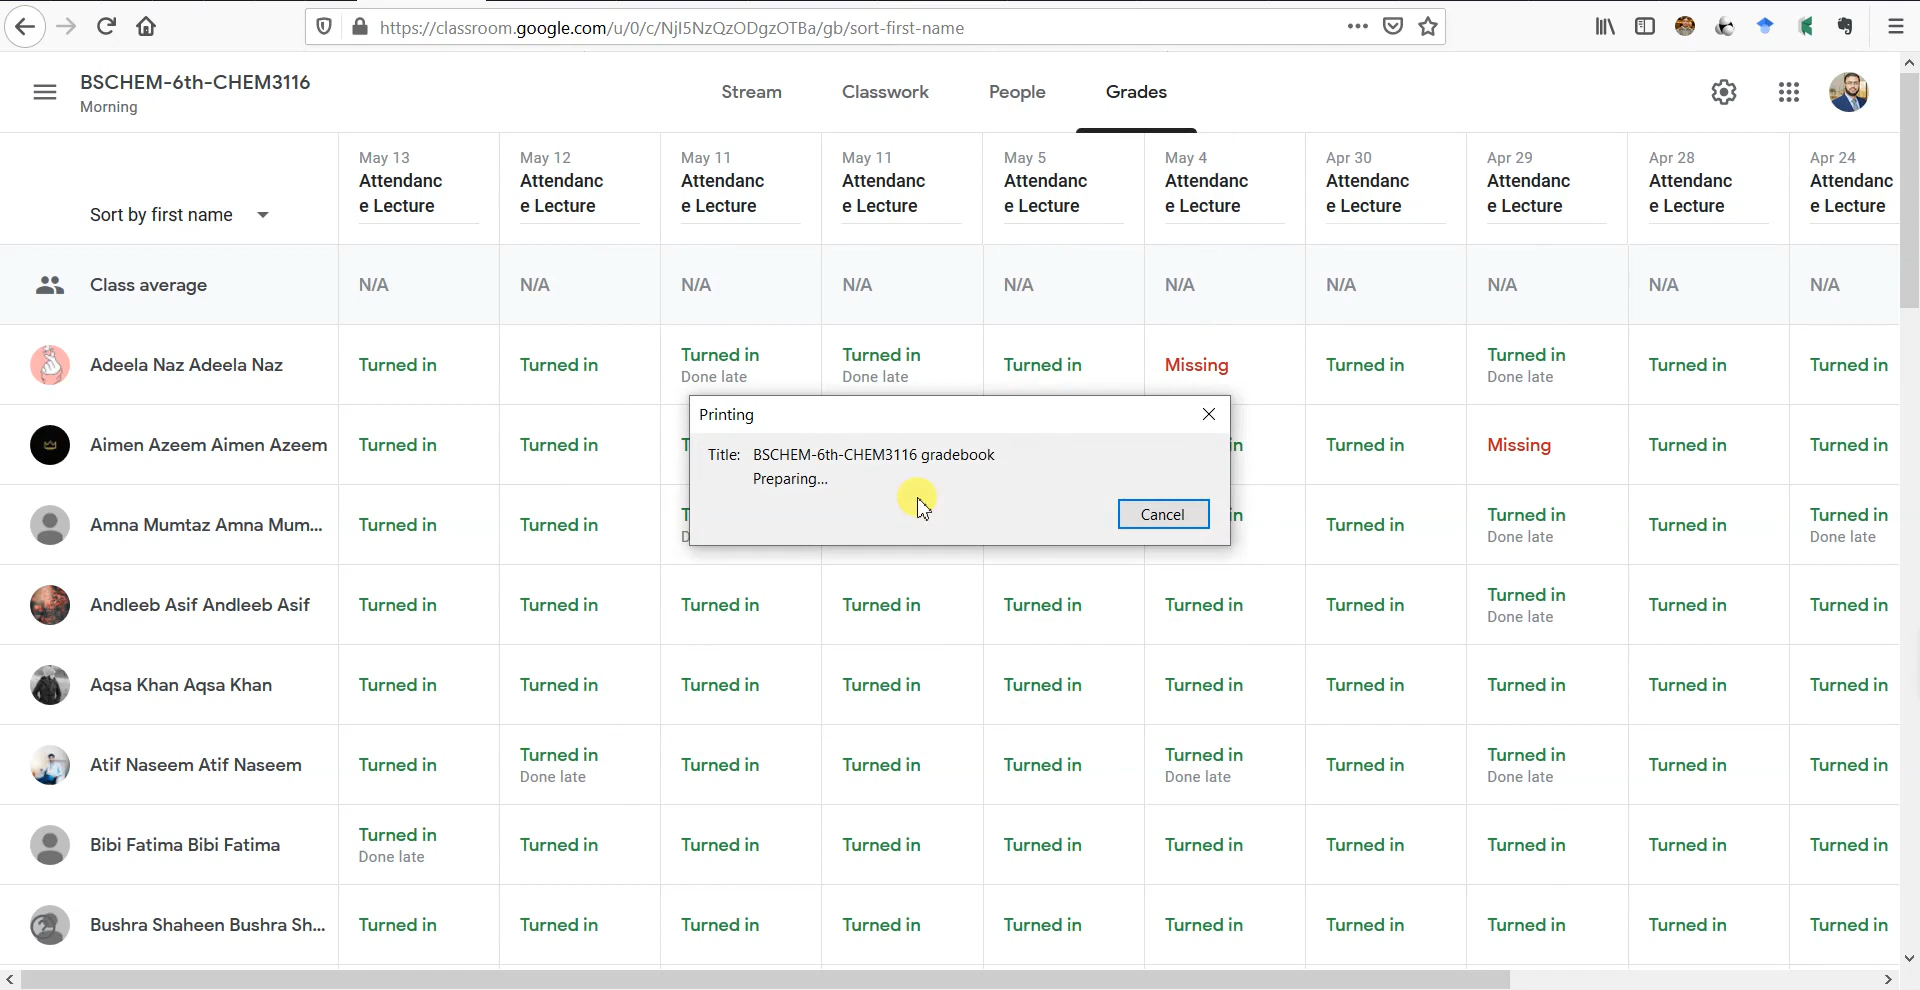 https://classroom.google.com/u/0/c/NjI5NzQzODgzOTBa/gb/sort-first-name
BSCHEM-6th-CHEM3116
Morning
Stream Classwork People Grades
May 13 May 12 May 11 May 11 May 5 May 4 Apr 30 Apr 29 Apr 28 Apr 24
Attendanc Attendanc Attendanc Attendanc Attendanc Attendanc Attendanc Attendanc Attendanc Attendanc
e Lecture e Lecture e Lecture e Lecture e Lecture e Lecture e Lecture e Lecture e Lecture e Lecture
Sort by first name
Class average N/A N/A N/A N/A N/A N/A N/A N/A N/A N/A
Adeela Naz Adeela Naz Turned in Turned in Turned in Turned in Turned in Missing Turned in Turned in Turned in Turned in
Done late Done late Done late
Printing
Title: BSCHEM-6th-CHEM3116 gradebook
Preparing...
Cancel
Aimen Azeem Aimen Azeem Turned in Turned in T in Turned in Missing Turned in Turned in
Amna Mumtaz Amna Mum... Turned in Turned in T in Turned in Turned in Turned in Turned in
D Done late Done late
Andleeb Asif Andleeb Asif Turned in Turned in Turned in Turned in Turned in Turned in Turned in Turned in Turned in Turned in
Done late
Aqsa Khan Aqsa Khan Turned in Turned in Turned in Turned in Turned in Turned in Turned in Turned in Turned in Turned in
Atif Naseem Atif Naseem Turned in Turned in Turned in Turned in Turned in Turned in Turned in Turned in Turned in Turned in
Done late Done late Done late
Bibi Fatima Bibi Fatima Turned in Turned in Turned in Turned in Turned in Turned in Turned in Turned in Turned in Turned in
Done late
Bushra Shaheen Bushra Sh... Turned in Turned in Turned in Turned in Turned in Turned in Turned in Turned in Turned in Turned in